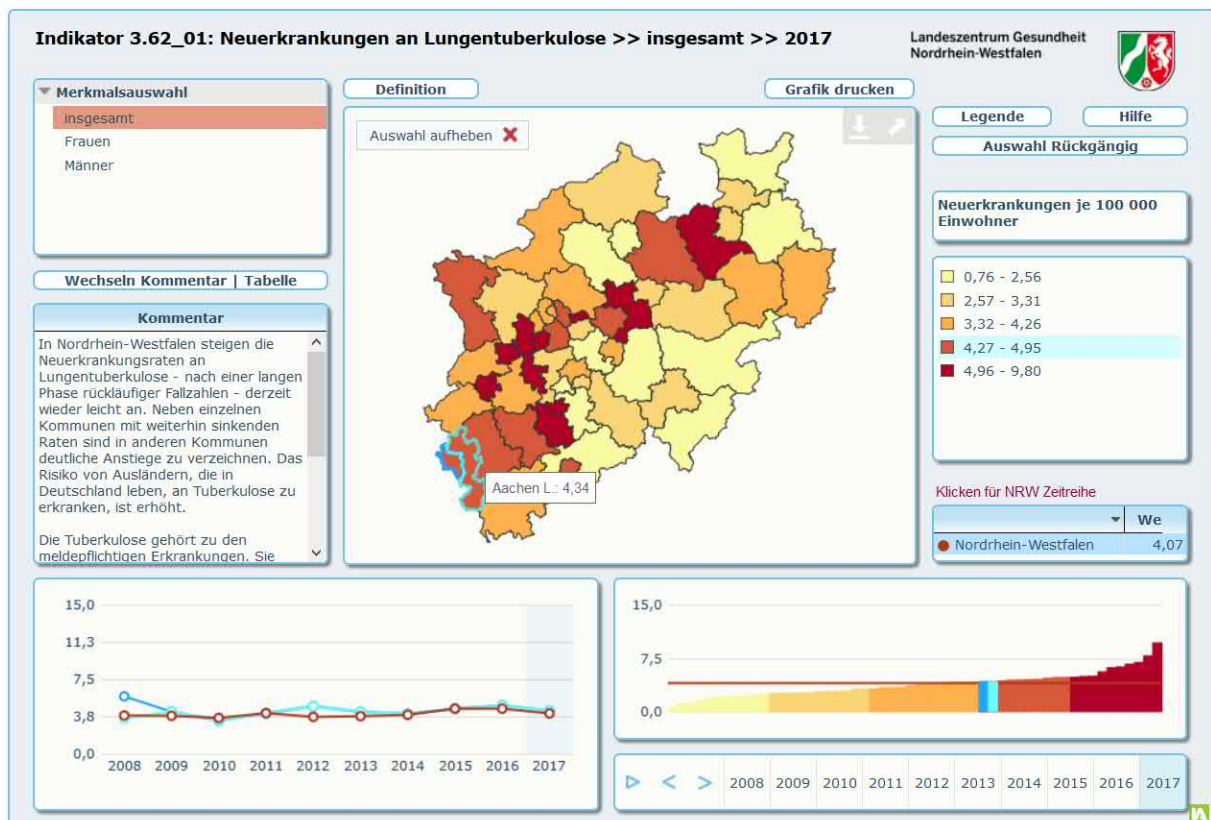 Indikator 3.62_01: Neuerkrankungen an Lungentuberkulose >> insgesamt >> 2017
Landeszentrum Gesundheit
Nordrhein-Westfalen
Merkmalsauswahl
insgesamt
Frauen
Männer
Wechseln Kommentar | Tabelle
Kommentar
In Nordrhein-Westfalen steigen die
Neuerkrankungsraten an
Lungentuberkulose - nach einer langen
Phase rückläufiger Fallzahlen - derzeit
wieder leicht an. Neben einzelnen
Kommunen mit weiterhin sinkenden
Raten sind in anderen Kommunen
deutliche Anstiege zu verzeichnen. Das
Risiko von Ausländern, die in
Deutschland leben, an Tuberkulose zu
erkranken, ist erhöht.
Die Tuberkulose gehört zu den
meldepflichtigen Erkrankungen. Sie
Definition
Grafik drucken
Auswahl aufheben
Aachen L.: 4,34
Legende
Hilfe
Auswahl Rückgängig
Neuerkrankungen je 100 000
Einwohner
0,76 - 2,56
2,57 - 3,31
3,32 - 4,26
4,27 - 4,95
4,96 - 9,80
Klicken für NRW Zeitreihe
We
Nordrhein-Westfalen 4,07
15,0
11,3
7,5
3,8
0,0
2008 2009 2010 2011 2012 2013 2014 2015 2016 2017
15,0
7,5
0,0
2008 2009 2010 2011 2012 2013 2014 2015 2016 2017